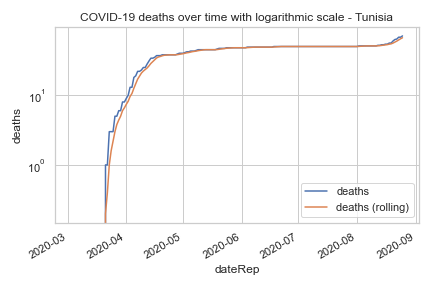 COVID-19 deaths over time with logarithmic scale - Tunisia
deaths
10¹
10⁰
deaths
deaths (rolling)
2020-03
2020-04
2020-05
2020-06
2020-07
2020-08
2020-09
dateRep